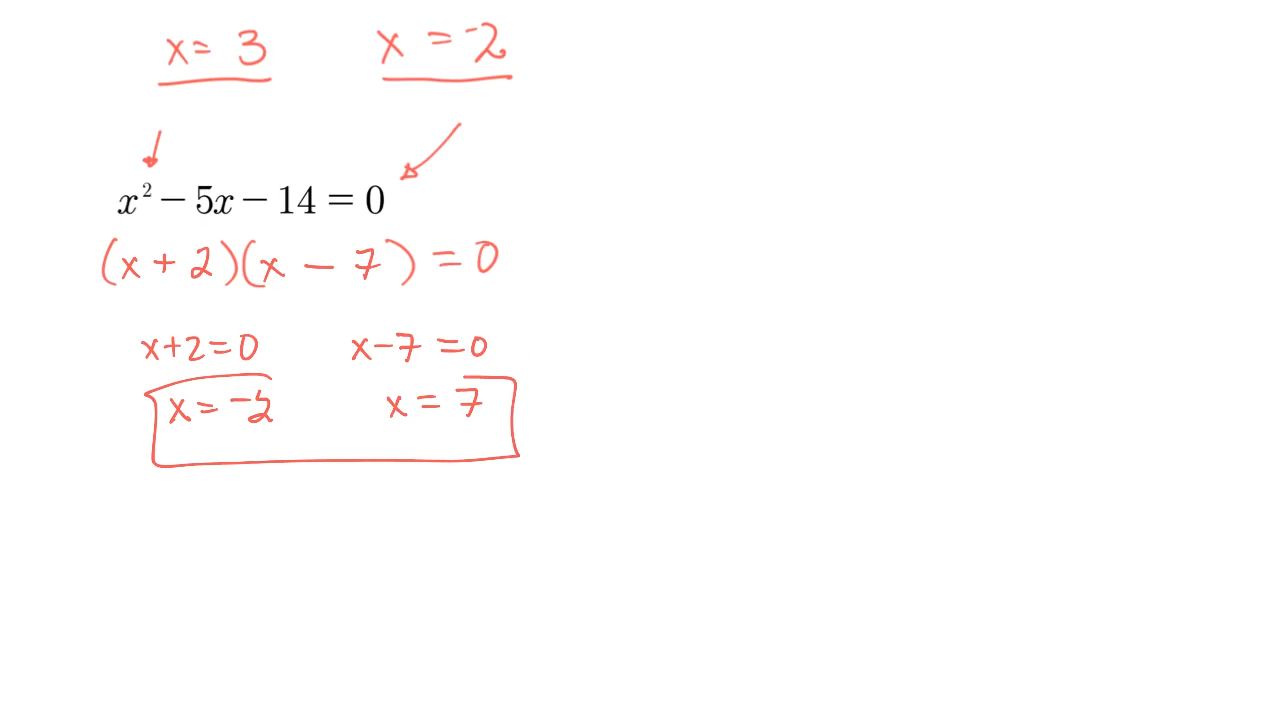 x = 3 x = -2
x² − 5x − 14 = 0
(x + 2)(x − 7) = 0
x+2=0 x−7=0
x = -2 x = 7